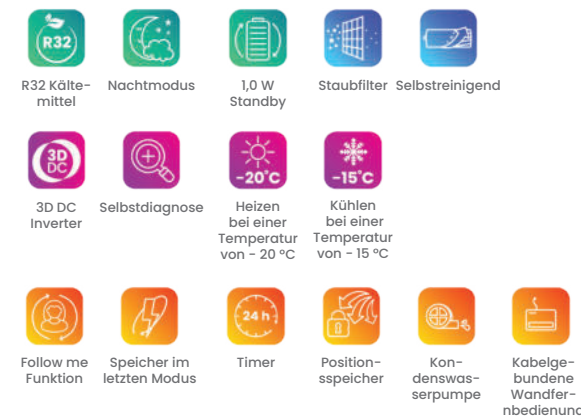 R32
R32 Kälte-
mittel
Nachtmodus
1,0 W
Standby
Staubfilter
Selbstreinigend
3D
DC
-20°C
-15°C
3D DC
Inverter
Selbstdiagnose
Heizen
bei einer
Temperatur
von - 20 °C
Kühlen
bei einer
Temperatur
von - 15 °C
24 h
Follow me
Funktion
Speicher im
letzten Modus
Timer
Position-
sspeicher
Kon-
denswas-
serpumpe
Kabelge-
bundene
Wandfer-
nbedienung